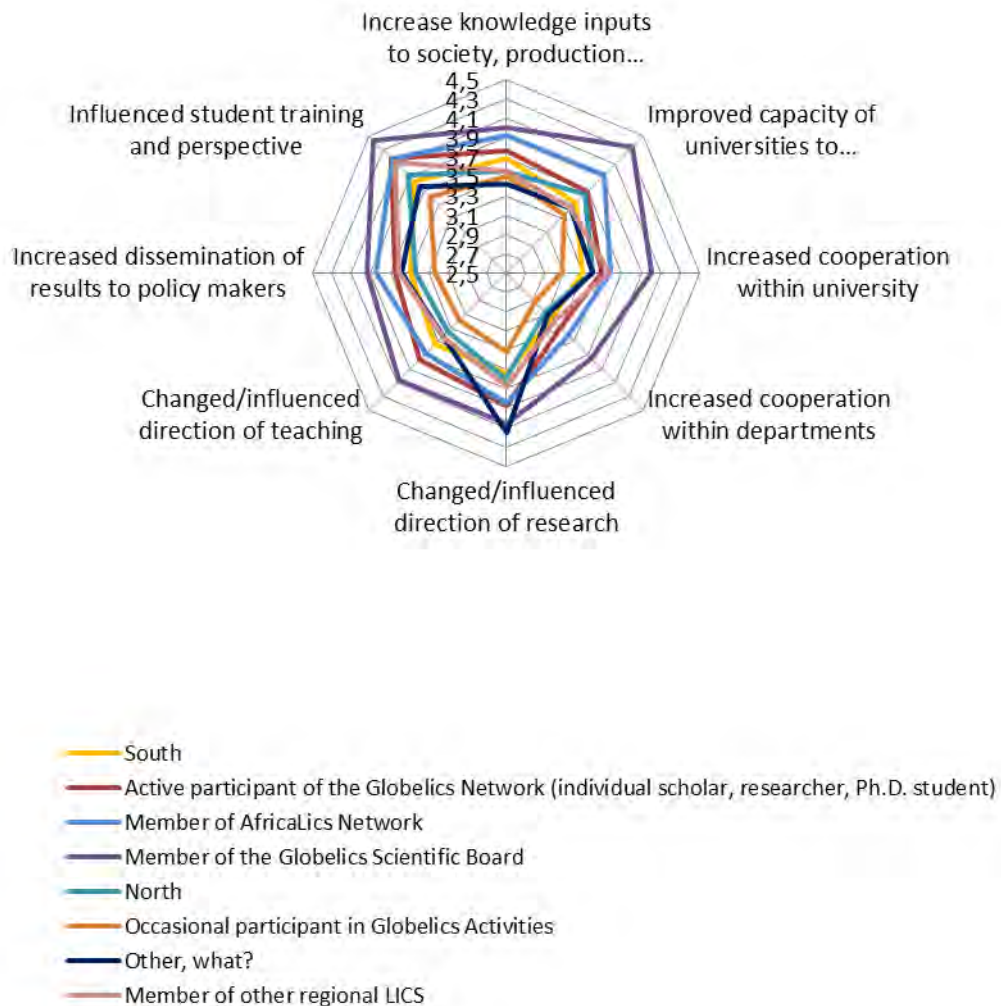 Increase knowledge inputs
to society, production...
4,5
4,3
4,1
3,9
3,7
3,5
3,3
3,1
2,9
2,7
2,5
Influenced student training
and perspective
Improved capacity of
universities to...
Increased dissemination of
results to policy makers
Increased cooperation
within university
Changed/influenced
direction of teaching
Increased cooperation
within departments
Changed/influenced
direction of research
South
Active participant of the Globelics Network (individual scholar, researcher, Ph.D. student)
Member of AfricaLics Network
Member of the Globelics Scientific Board
North
Occasional participant in Globelics Activities
Other, what?
Member of other regional LICS